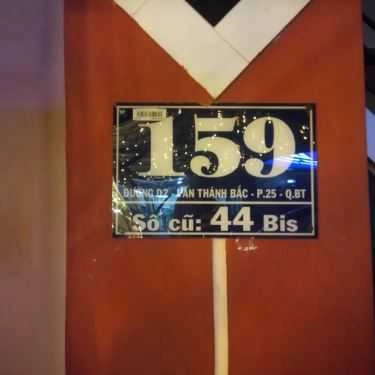 159
ĐƯỜNG D2 - VĂN THÁNH BẮC - P.25 - Q.BT
Số cũ: 44 Bis